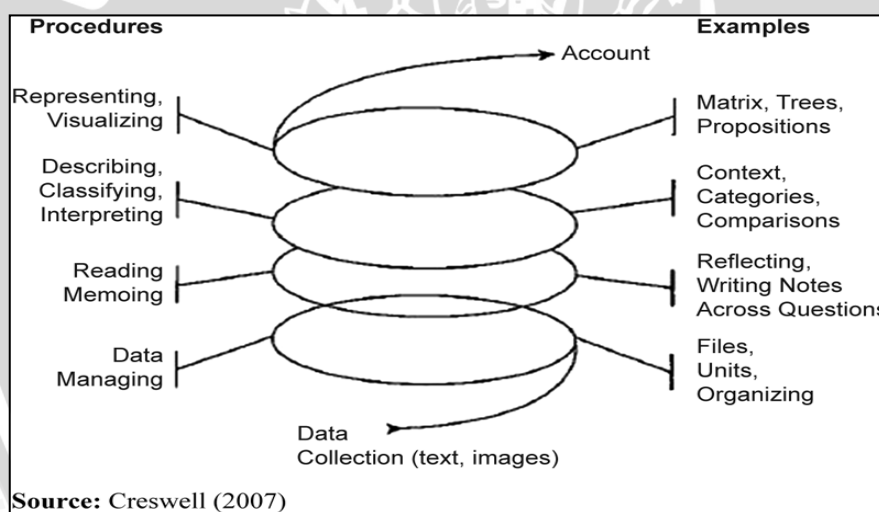 Procedures
Examples
Account
Representing,
Visualizing
Matrix, Trees,
Propositions
Describing,
Classifying,
Interpreting
Context,
Categories,
Comparisons
Reading
Memoing
Reflecting,
Writing Notes
Across Questions
Data
Managing
Files,
Units,
Organizing
Data
Collection (text, images)
Source: Creswell (2007)